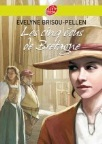 EVELYNE BRISOU-PELLEN
Les cinq écus
de Bretagne